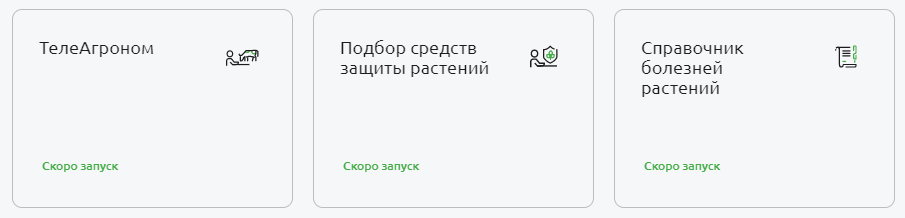 ТелеАгроном
Подбор средств
защиты растений
Справочник
болезней
растений
Скоро запуск
Скоро запуск
Скоро запуск